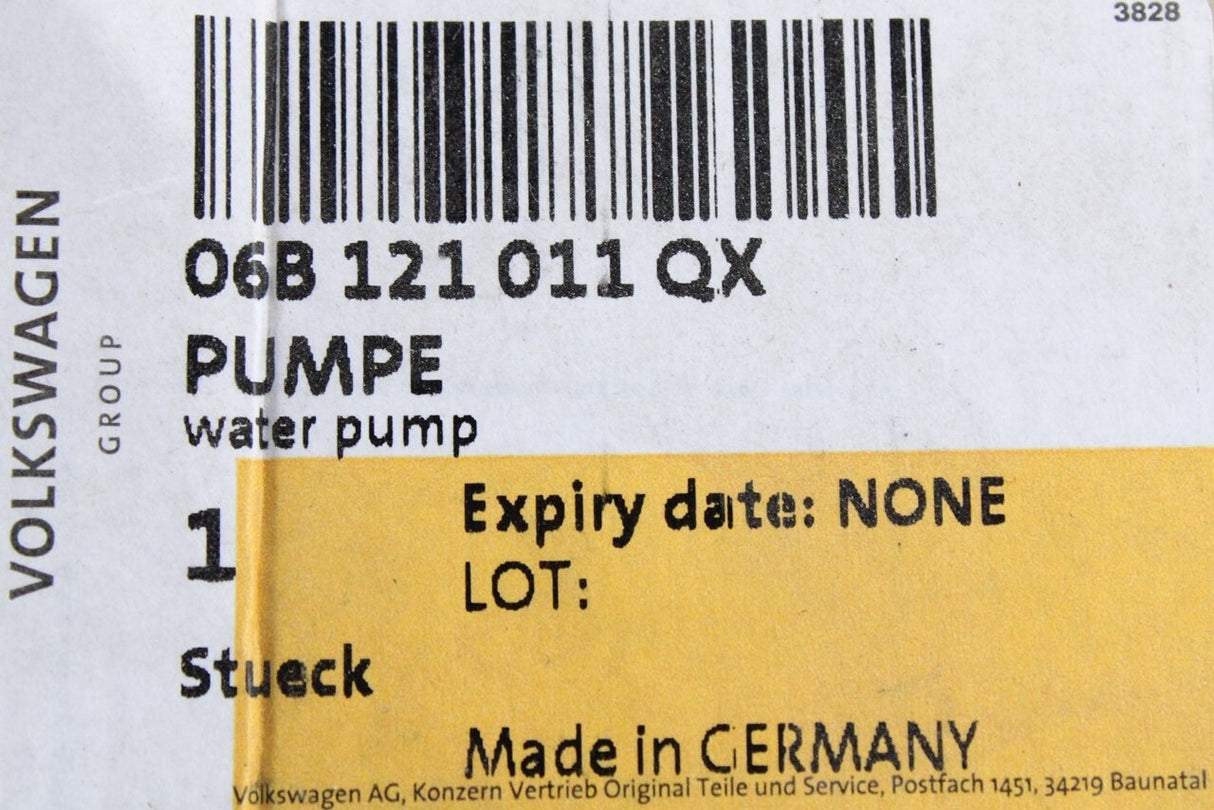 3828
VOLKSWAGEN
GROUP
06B 121 011 QX
PUMPE
water pump
1
Expiry date: NONE
LOT:
Stueck
Made in GERMANY
Volkswagen AG, Konzern Vertrieb Original Teile und Service, Postfach 1451, 34219 Baunatal